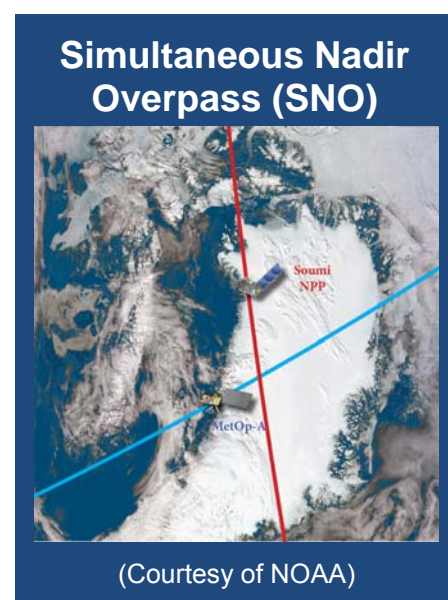 Simultaneous Nadir
Overpass (SNO)
Soumi
NPP
MetOp-A
(Courtesy of NOAA)